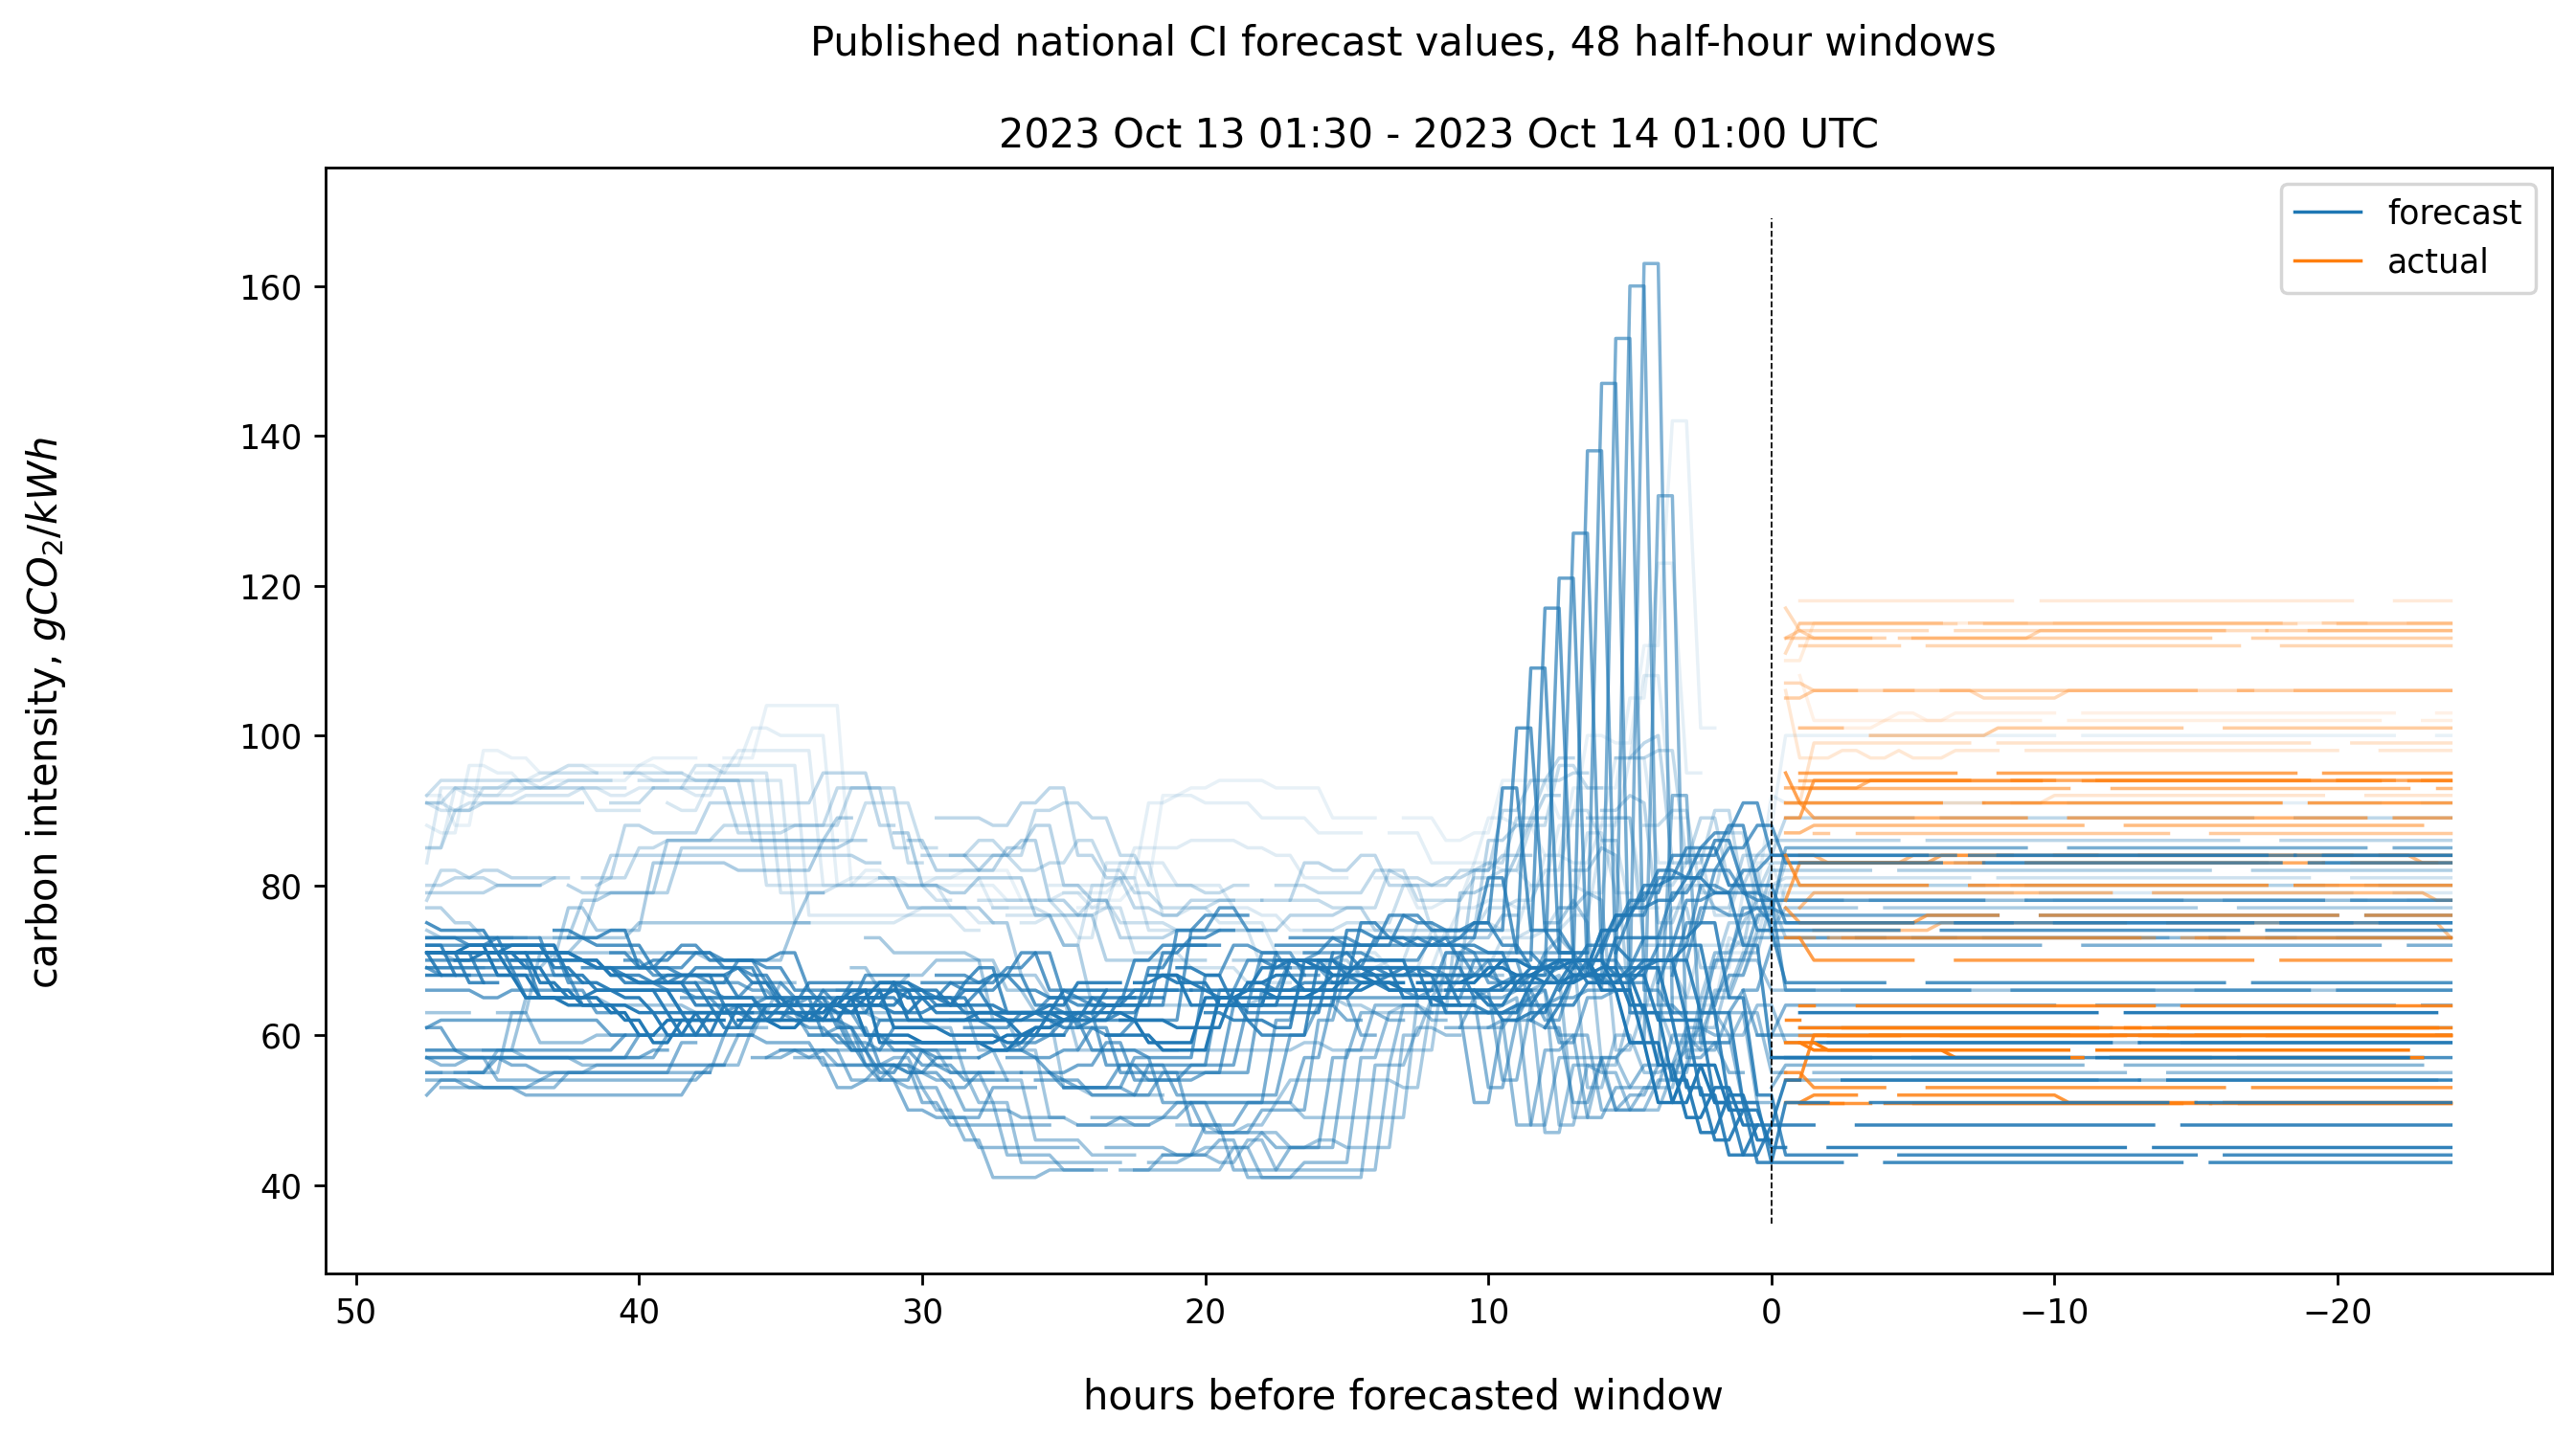 Published national CI forecast values, 48 half-hour windows
2023 Oct 13 01:30 - 2023 Oct 14 01:00 UTC
forecast
actual
carbon intensity, gCO₂/kWh
160
140
120
100
80
60
40
50 40 30 20 10 0 −10 −20
hours before forecasted window